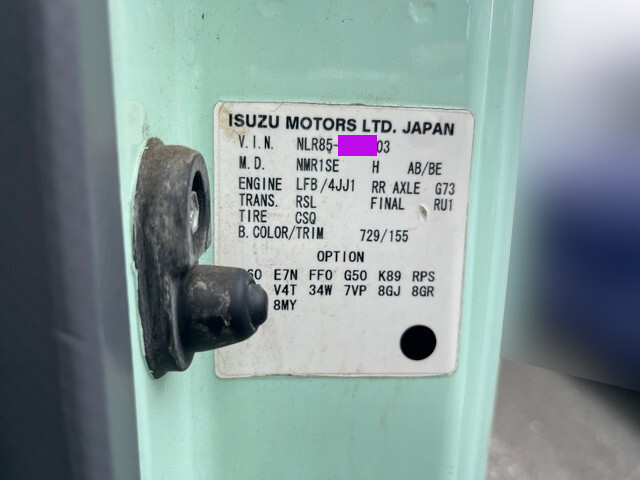 ISUZU MOTORS LTD. JAPAN
V.I.N. NLR85- 03
M.D. NMR1SE H AB/BE
ENGINE LFB/4JJ1 RR AXLE G73
TRANS. RSL FINAL RU1
TIRE CSQ
B.COLOR/TRIM 729/155
OPTION
E7N FF0 G50 K89 RPS
V4T 34W 7VP 8GJ 8GR
8MY